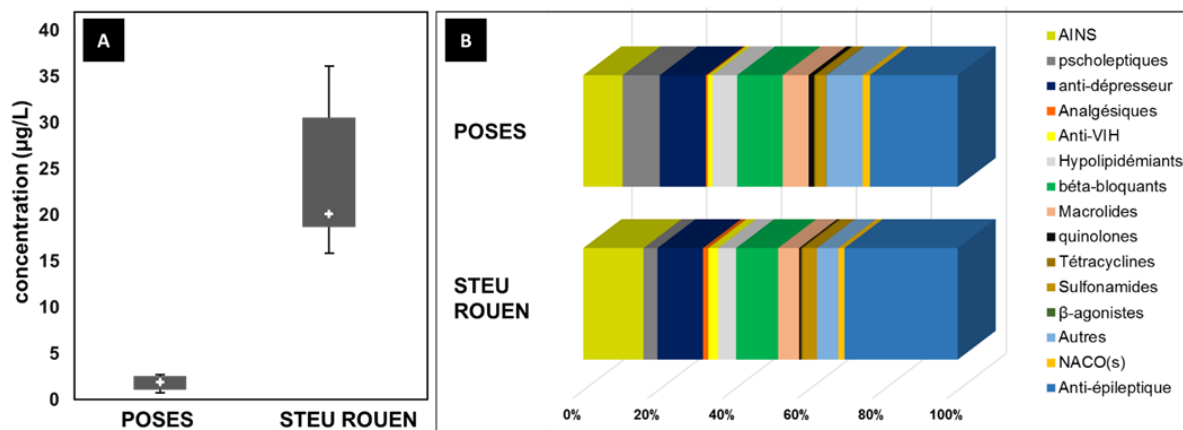 A
concentration (µg/L)
40
35
30
25
20
15
10
5
0
POSES
STEU ROUEN
B
POSES
STEU
ROUEN
0%
20%
40%
60%
80%
100%
AINS
pscholeptiques
anti-dépresseur
Analgésiques
Anti-VIH
Hypolipidémiants
béta-bloquants
Macrolides
quinolones
Tétracyclines
Sulfonamides
β-agonistes
Autres
NACO(s)
Anti-épileptique